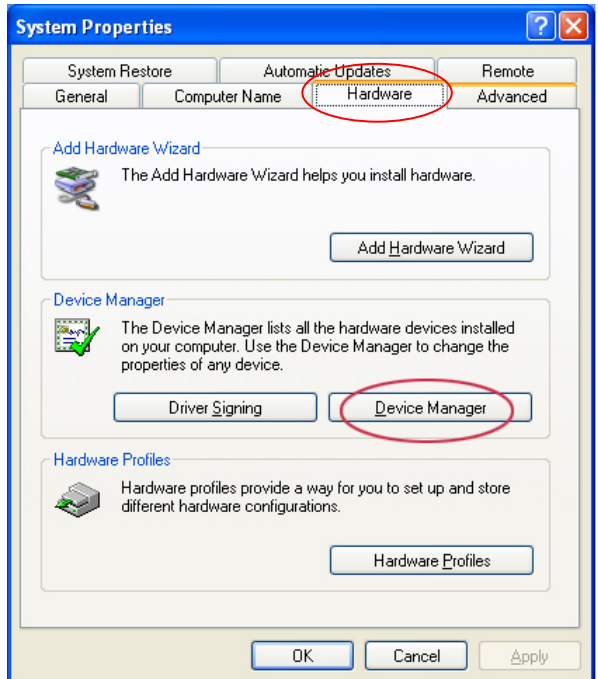 System Properties
System Restore Automatic Updates Remote
General Computer Name Hardware Advanced
Add Hardware Wizard
The Add Hardware Wizard helps you install hardware.
Add Hardware Wizard
Device Manager
The Device Manager lists all the hardware devices installed
on your computer. Use the Device Manager to change the
properties of any device.
Driver Signing Device Manager
Hardware Profiles
Hardware profiles provide a way for you to set up and store
different hardware configurations.
Hardware Profiles
OK Cancel Apply